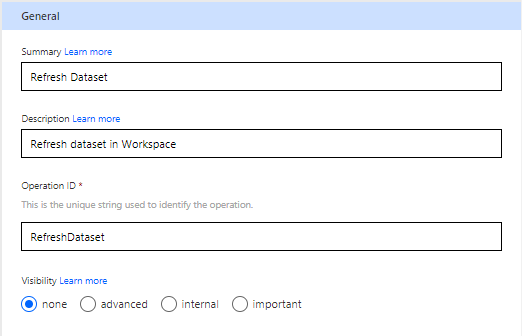 General
Summary Learn more
Refresh Dataset
Description Learn more
Refresh dataset in Workspace
Operation ID *
This is the unique string used to identify the operation.
RefreshDataset
Visibility Learn more
none advanced internal important